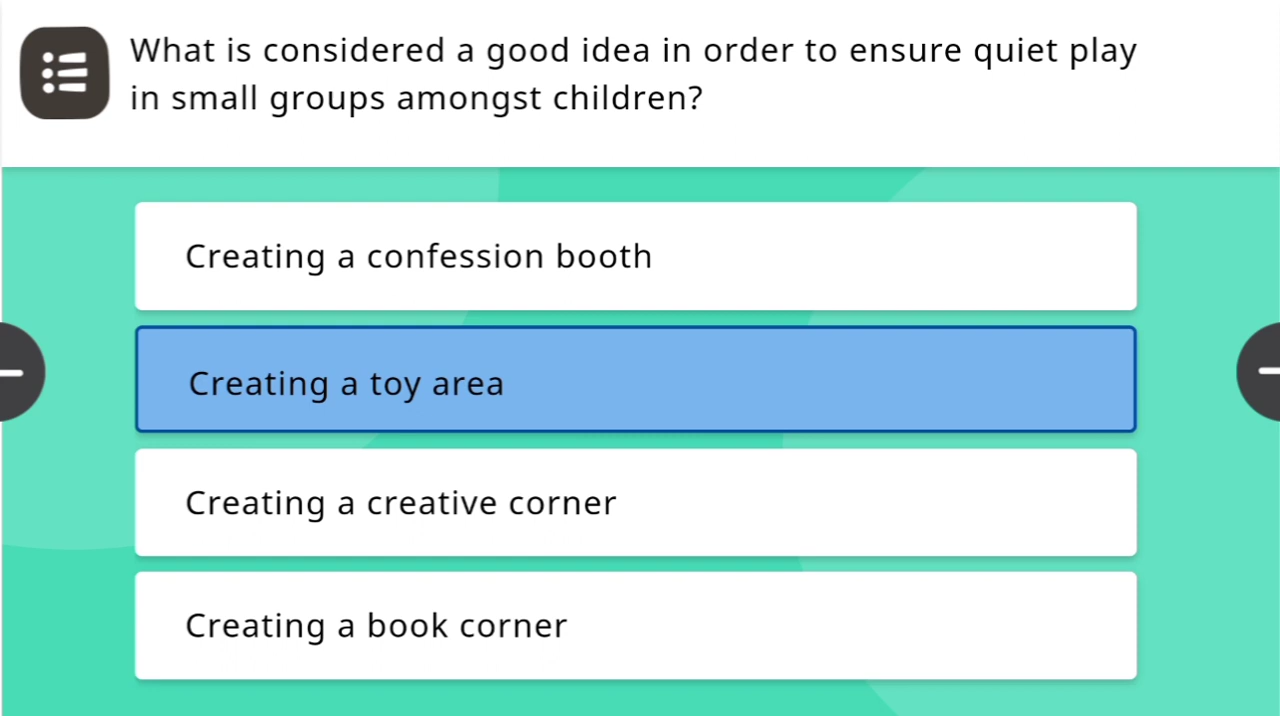 What is considered a good idea in order to ensure quiet play
in small groups amongst children?
Creating a confession booth
Creating a toy area
Creating a creative corner
Creating a book corner